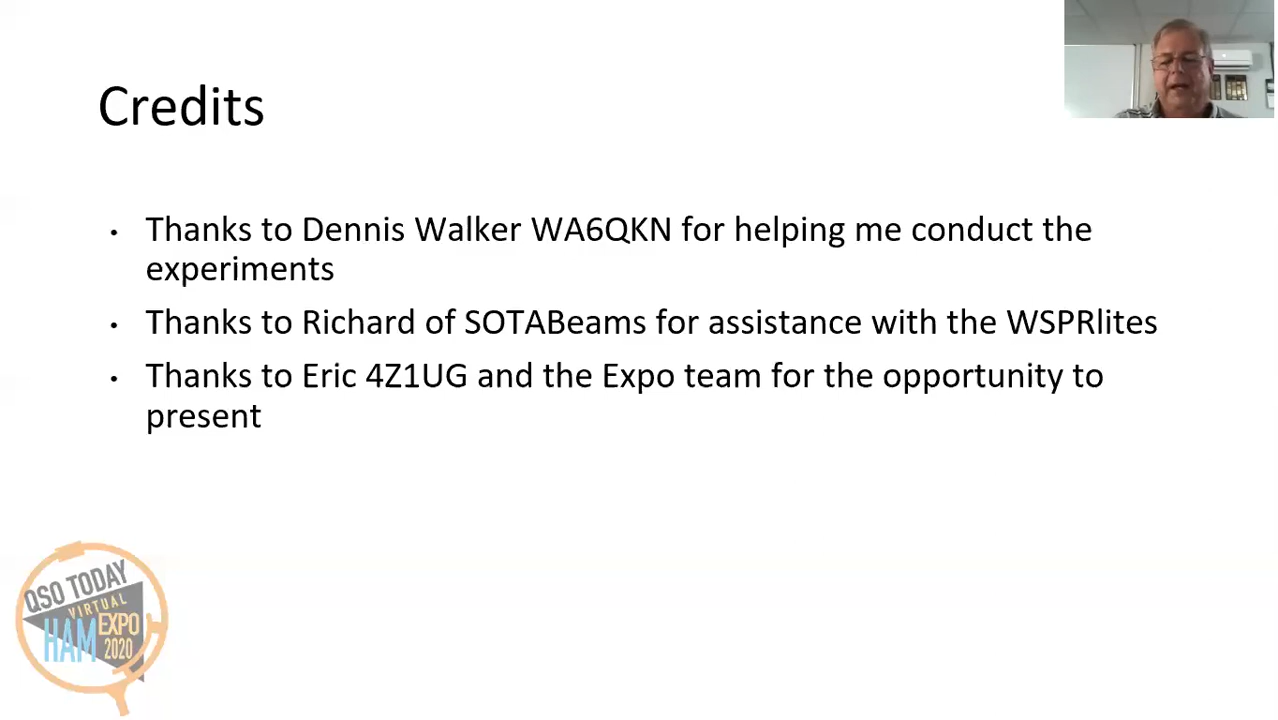 Credits
• Thanks to Dennis Walker WA6QKN for helping me conduct the
experiments
• Thanks to Richard of SOTABeams for assistance with the WSPRlites
• Thanks to Eric 4Z1UG and the Expo team for the opportunity to
present
QSO TODAY
VIRTUAL
HAM EXPO
2020